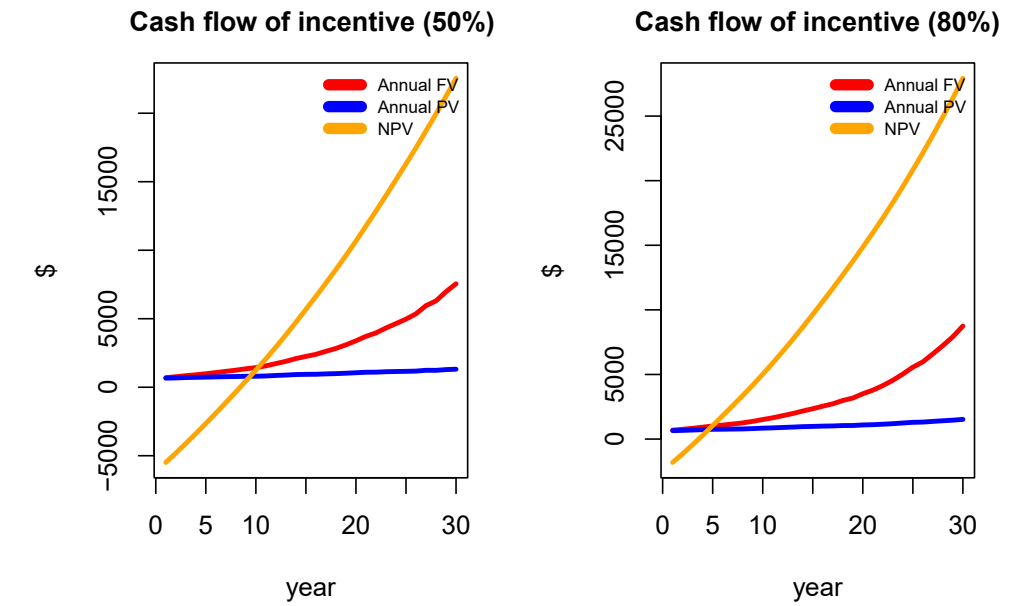 Cash flow of incentive (50%)
Annual FV
Annual PV
NPV
$
15000
5000
0
−5000
0 5 10 20 30
year
Cash flow of incentive (80%)
Annual FV
Annual PV
NPV
$
25000
15000
5000
0
0 5 10 20 30
year